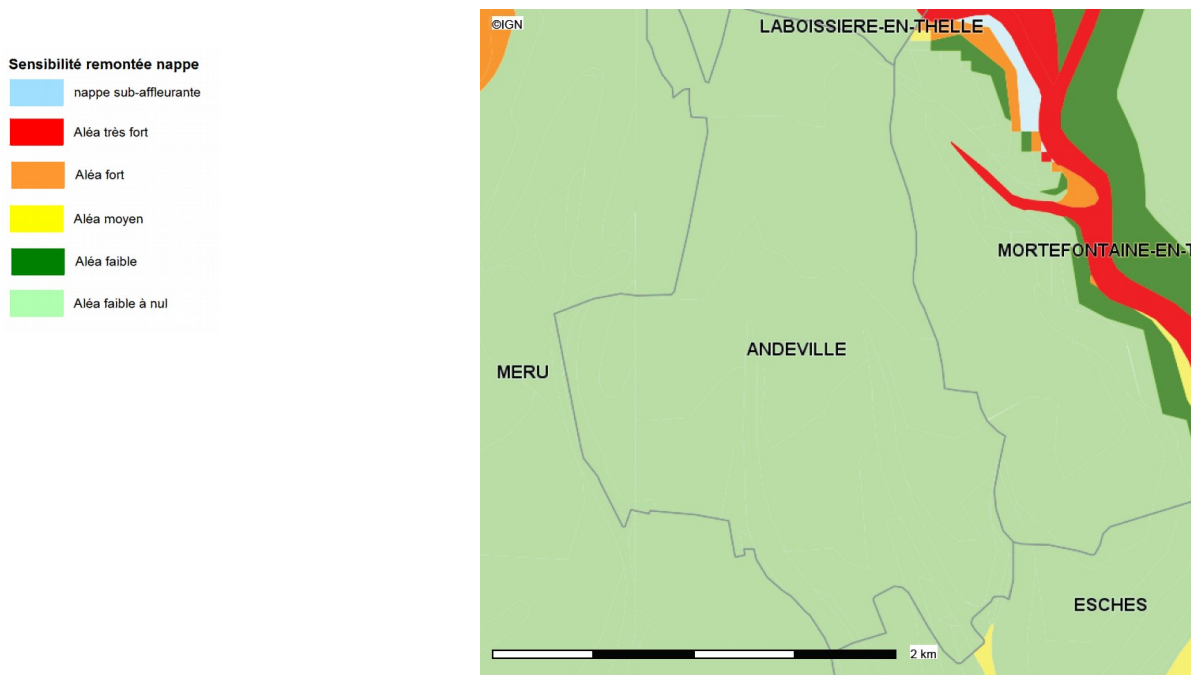 Sensibilité remontée nappe
nappe sub-affleurante
Aléa très fort
Aléa fort
Aléa moyen
Aléa faible
Aléa faible à nul
©IGN
LABOISSIERE-EN-THELLE
MORTEFONTAINE-EN-T
ANDEVILLE
MERU
ESCHES
2 km